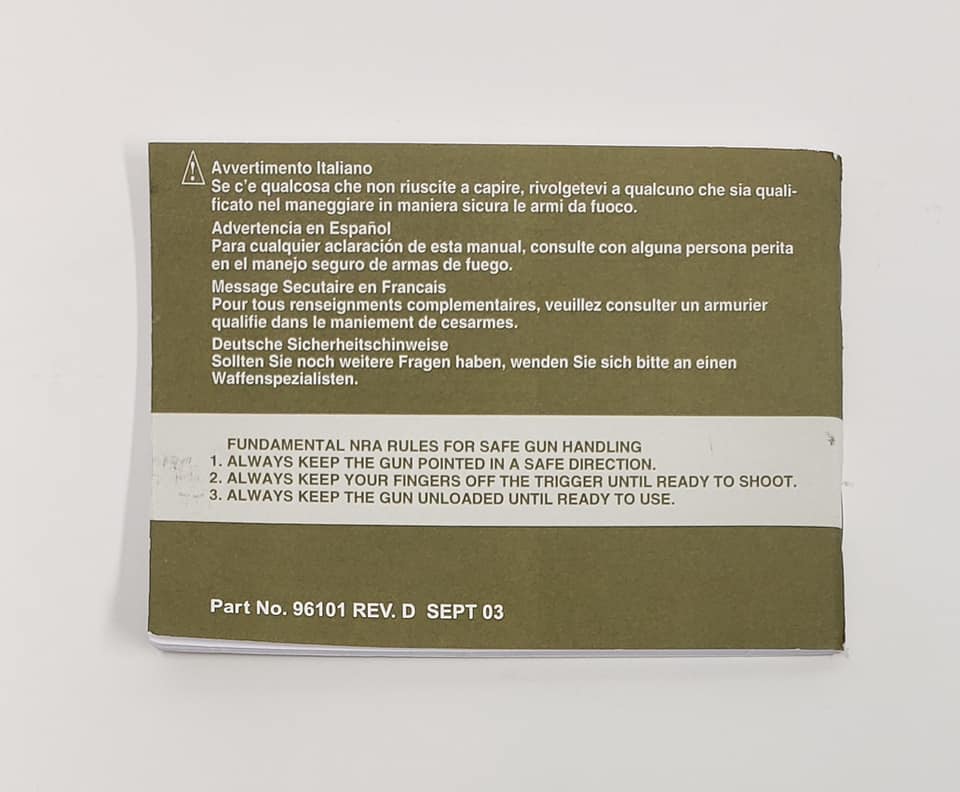 Avvertimento Italiano
Se c'e qualcosa che non riuscite a capire, rivolgetevi a qualcuno che sia quali-
ficato nel maneggiare in maniera sicura le armi da fuoco.
Advertencia en Español
Para cualquier aclaración de esta manual, consulte con alguna persona perita
en el manejo seguro de armas de fuego.
Message Secutaire en Francais
Pour tous renseignments complementaires, veuillez consulter un armurier
qualifie dans le maniement de cesarmes.
Deutsche Sicherheitschinweise
Sollten Sie noch weitere Fragen haben, wenden Sie sich bitte an einen
Waffenspezialisten.
FUNDAMENTAL NRA RULES FOR SAFE GUN HANDLING
1. ALWAYS KEEP THE GUN POINTED IN A SAFE DIRECTION.
2. ALWAYS KEEP YOUR FINGERS OFF THE TRIGGER UNTIL READY TO SHOOT.
3. ALWAYS KEEP THE GUN UNLOADED UNTIL READY TO USE.
Part No. 96101 REV. D SEPT 03